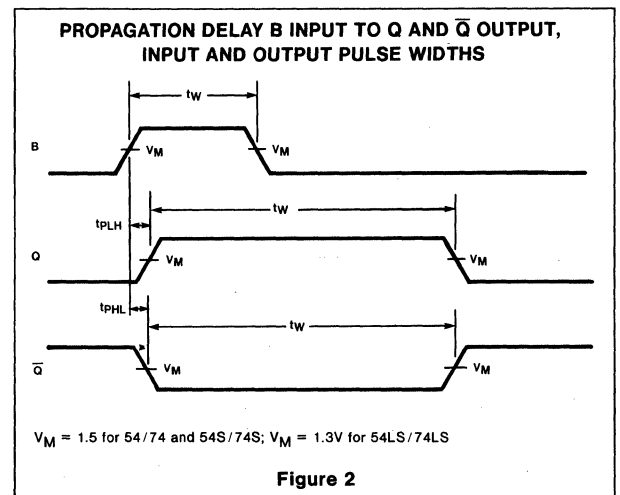 PROPAGATION DELAY B INPUT TO Q AND Q̅ OUTPUT,
INPUT AND OUTPUT PULSE WIDTHS
tW
B
VM
VM
tPLH
tW
Q
VM
VM
tPHL
tW
Q̅
VM
VM
VM = 1.5 for 54/74 and 54S/74S; VM = 1.3V for 54LS/74LS
Figure 2